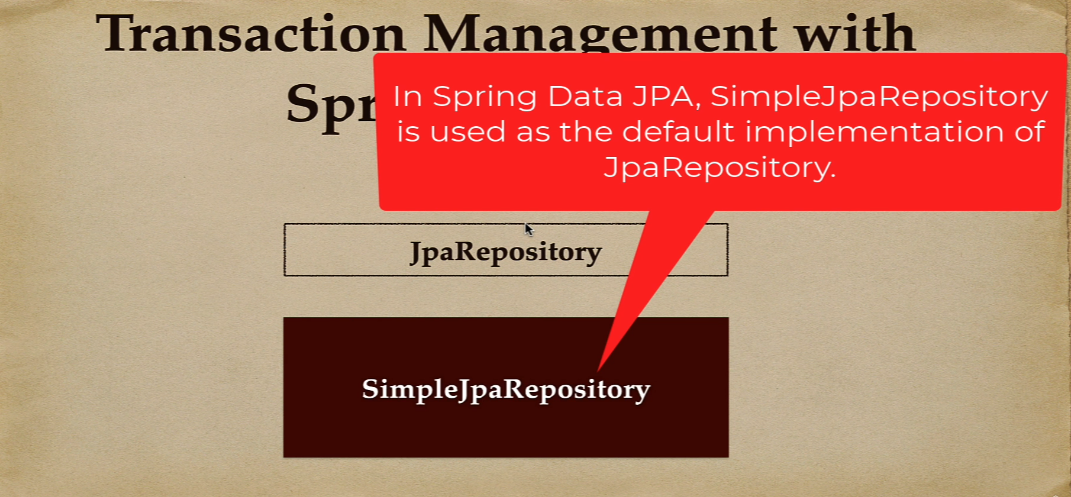 Transaction Management with
Spr
In Spring Data JPA, SimpleJpaRepository
is used as the default implementation of
JpaRepository.
JpaRepository
SimpleJpaRepository